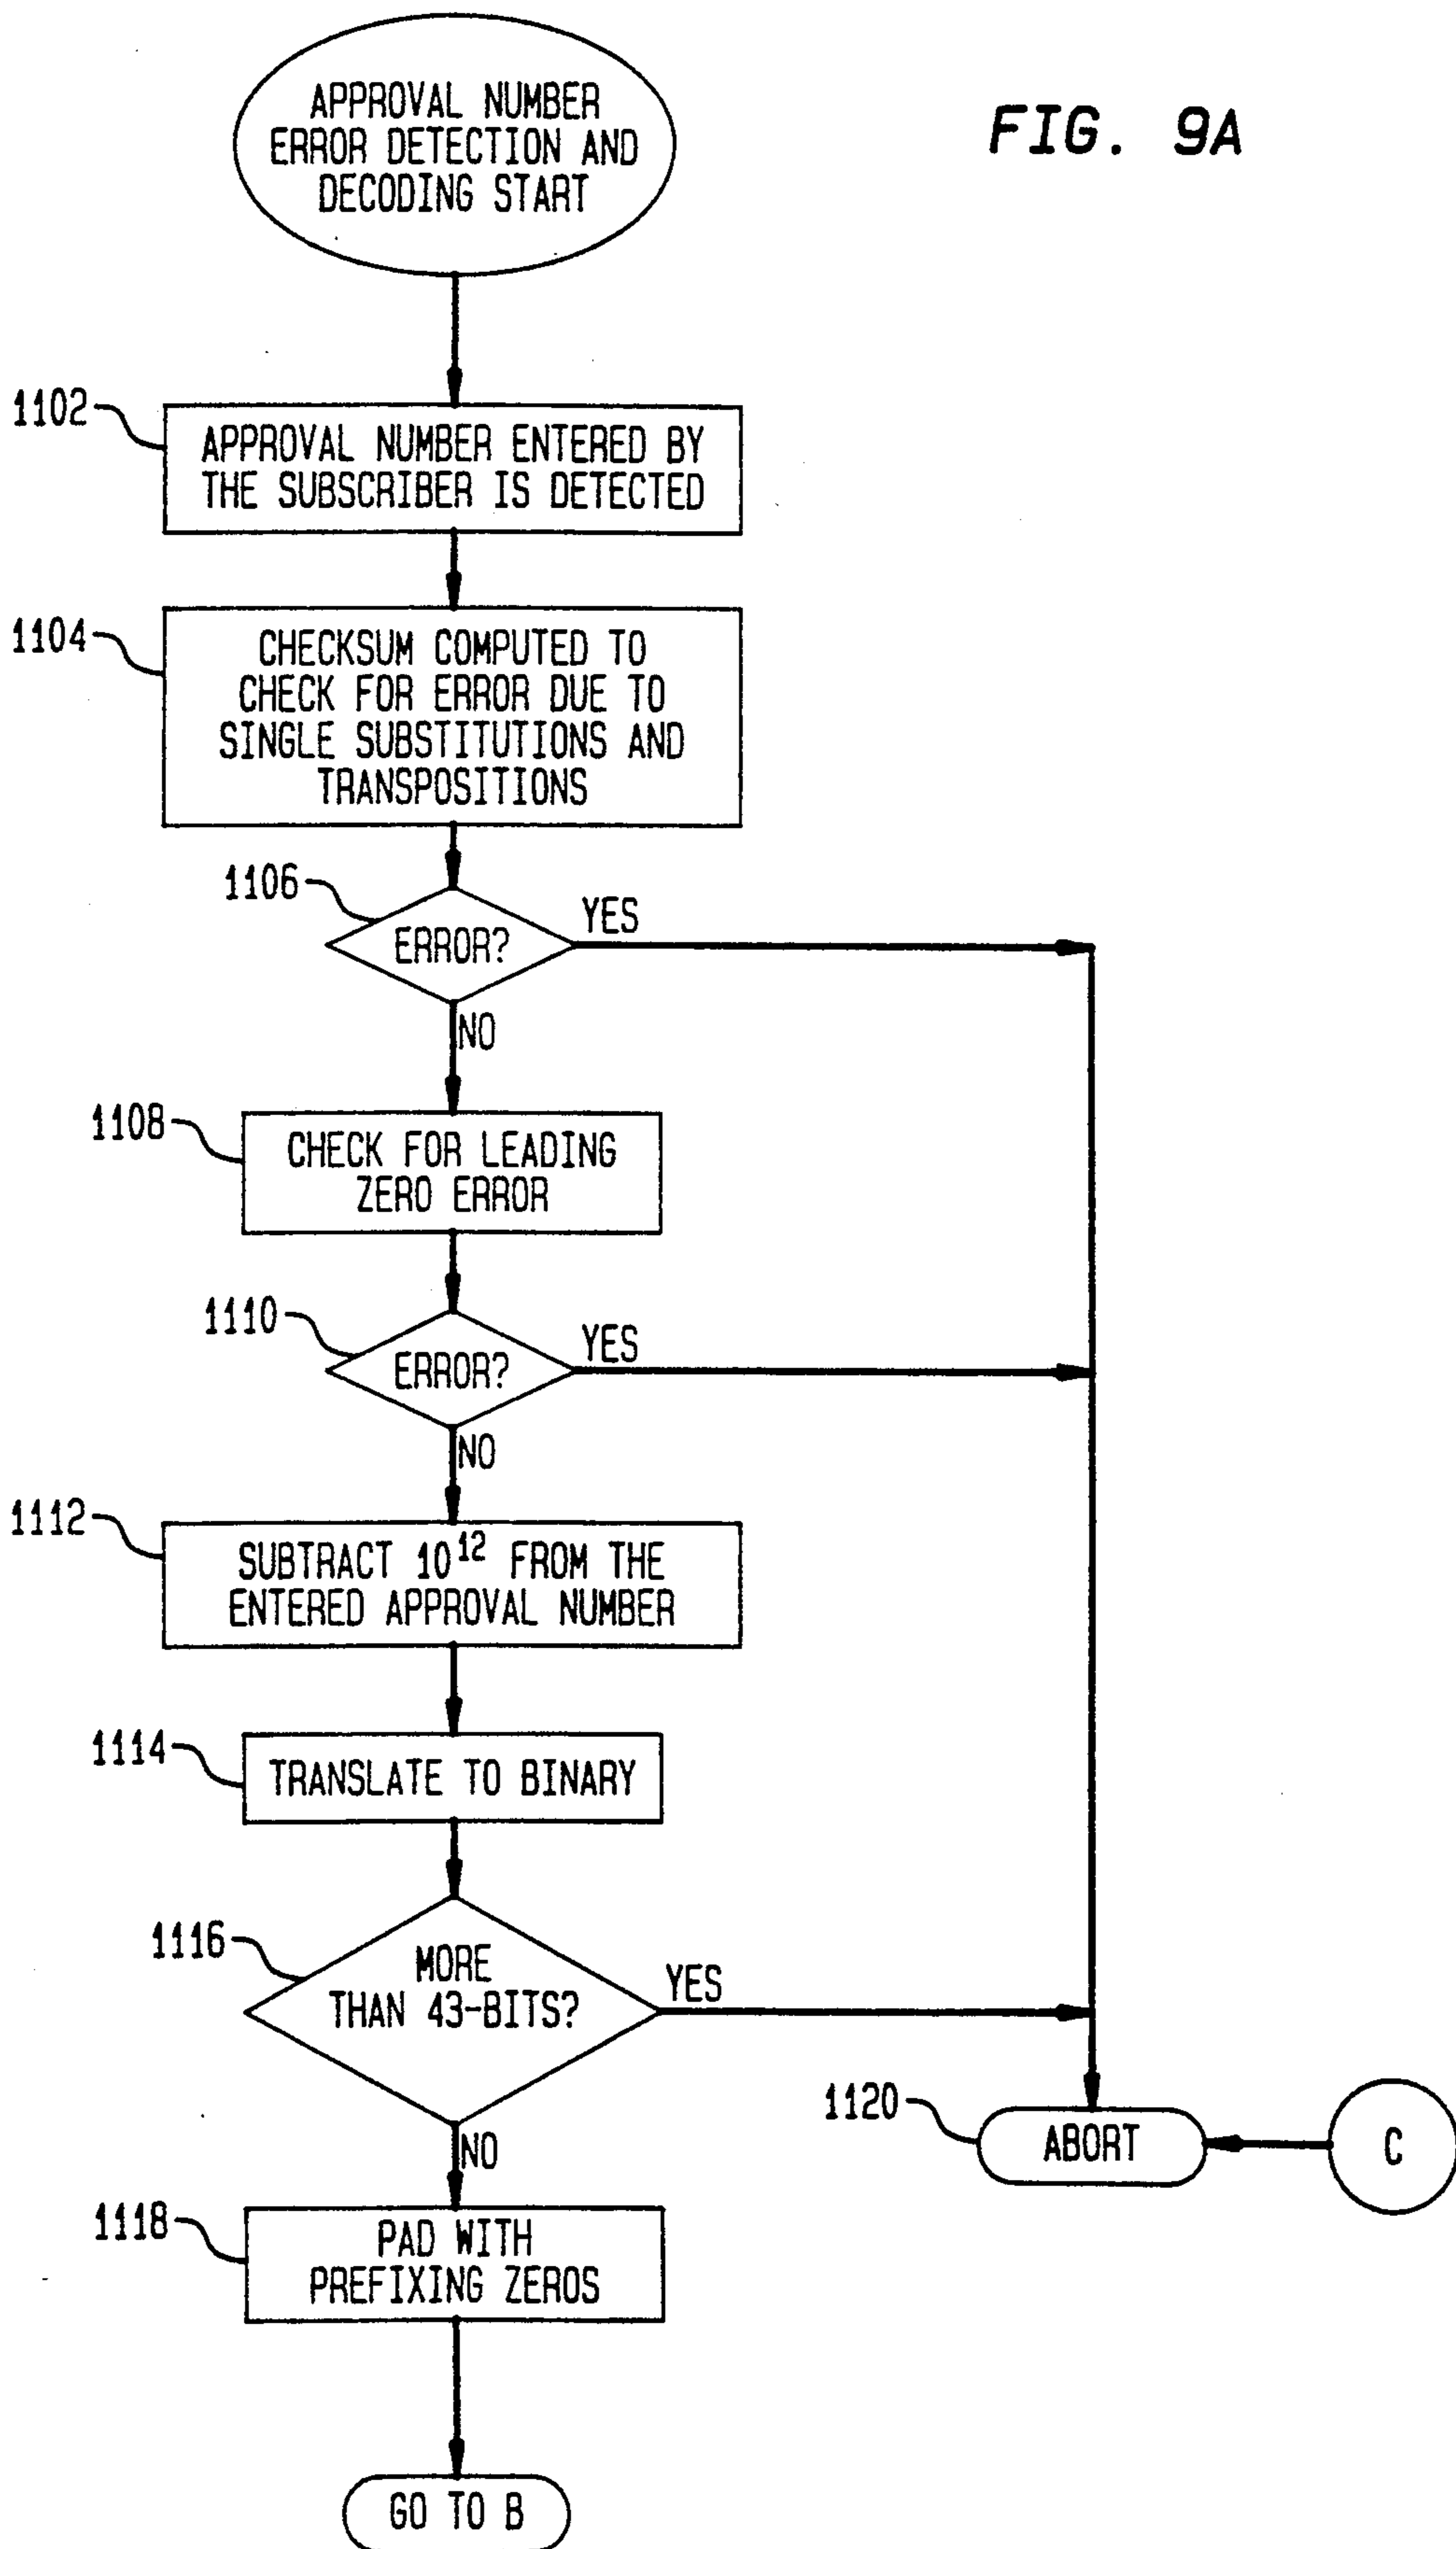 FIG. 9A
APPROVAL NUMBER
ERROR DETECTION AND
DECODING START
1102
APPROVAL NUMBER ENTERED BY
THE SUBSCRIBER IS DETECTED
1104
CHECKSUM COMPUTED TO
CHECK FOR ERROR DUE TO
SINGLE SUBSTITUTIONS AND
TRANSPOSITIONS
1106
ERROR?
YES
NO
1108
CHECK FOR LEADING
ZERO ERROR
1110
ERROR?
YES
NO
1112
SUBTRACT 10¹² FROM THE
ENTERED APPROVAL NUMBER
1114
TRANSLATE TO BINARY
1116
MORE
THAN 43-BITS?
YES
NO
1120
ABORT
C
1118
PAD WITH
PREFIXING ZEROS
GO TO B